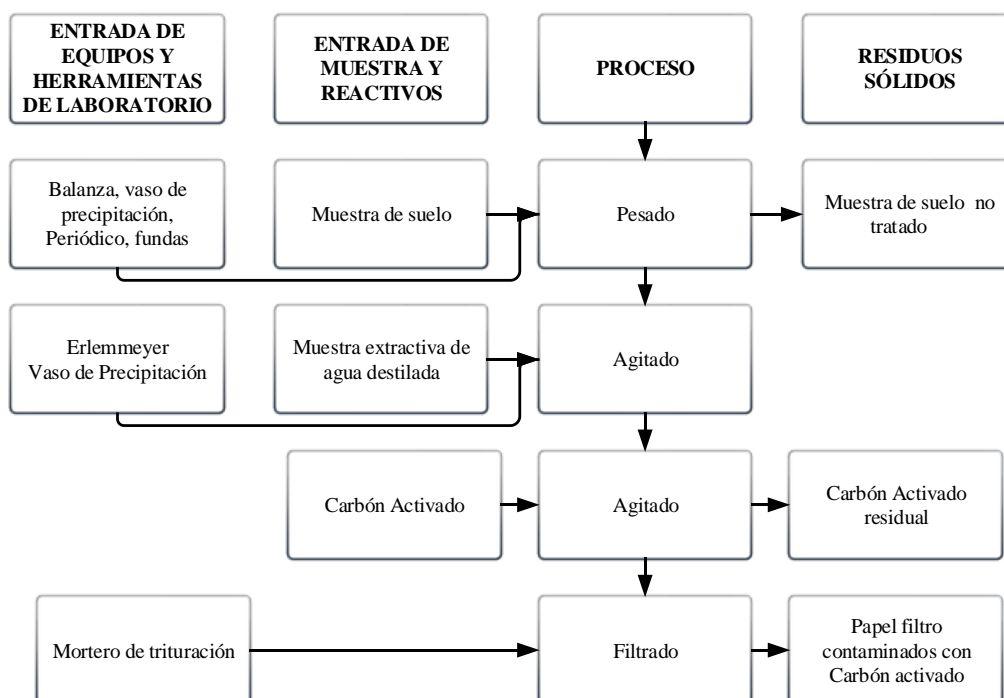 ENTRADA DE
EQUIPOS Y
HERRAMIENTAS
DE LABORATORIO
ENTRADA DE
MUESTRA Y
REACTIVOS
PROCESO
RESIDUOS
SÓLIDOS
Balanza, vaso de
precipitación,
Periódico, fundas
Muestra de suelo
Pesado
Muestra de suelo no
tratado
Erlemmeyer
Vaso de Precipitación
Muestra extractiva de
agua destilada
Agitado
Carbón Activado
Agitado
Carbón Activado
residual
Mortero de trituración
Filtrado
Papel filtro
contaminados con
Carbón activado